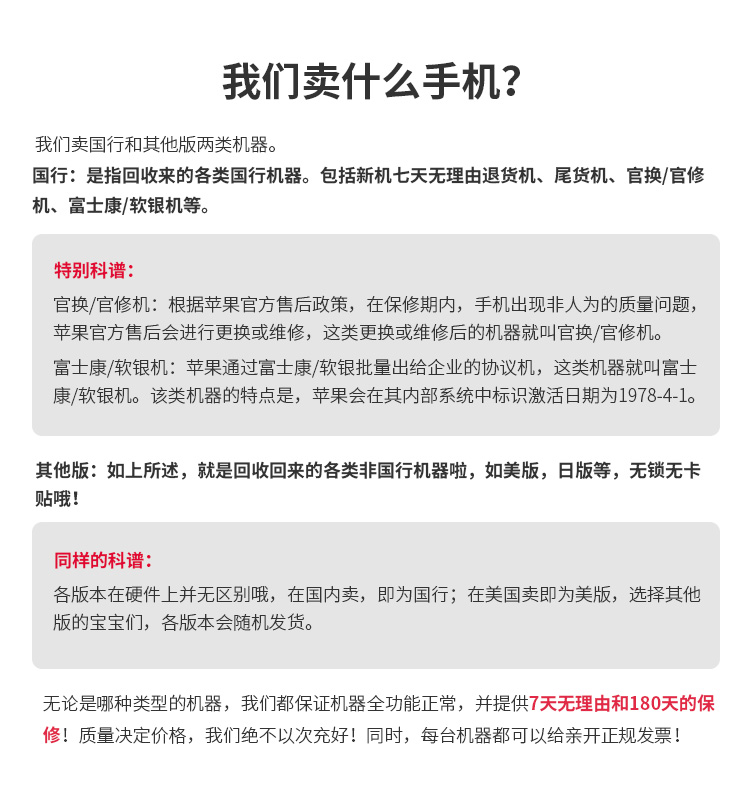 我们卖什么手机？
我们卖国行和其他版两类机器。
国行：是指回收来的各类国行机器。包括新机七天无理由退货机、尾货机、官换/官修
机、富士康/软银机等。
特别科谱：
官换/官修机：根据苹果官方售后政策，在保修期内，手机出现非人为的质量问题，
苹果官方售后会进行更换或维修，这类更换或维修后的机器就叫官换/官修机。
富士康/软银机：苹果通过富士康/软银批量出给企业的协议机，这类机器就叫富士
康/软银机。该类机器的特点是，苹果会在其内部系统中标识激活日期为1978-4-1。
其他版：如上所述，就是回收回来的各类非国行机器啦，如美版，日版等，无锁无卡
贴哦！
同样的科谱：
各版本在硬件上并无区别哦，在国内卖，即为国行；在美国卖即为美版，选择其他
版的宝宝们，各版本会随机发货。
无论是哪种类型的机器，我们都保证机器全功能正常，并提供7天无理由和180天的保
修！质量决定价格，我们绝不以次充好！同时，每台机器都可以给亲开正规发票！